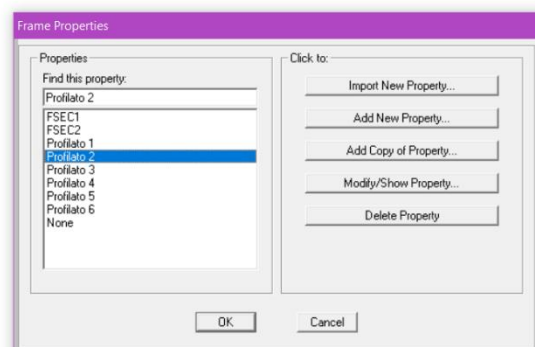 Frame Properties
Properties
Find this property:
Profilato 2
FSEC1
FSEC2
Profilato 1
Profilato 2
Profilato 3
Profilato 4
Profilato 5
Profilato 6
None
Click to:
Import New Property...
Add New Property...
Add Copy of Property...
Modify/Show Property...
Delete Property
OK
Cancel